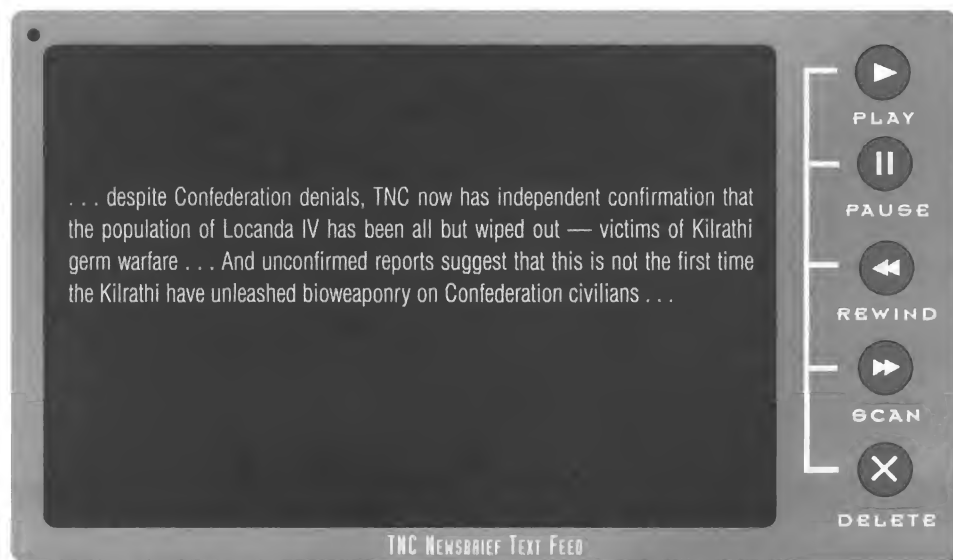 . . . despite Confederation denials, TNC now has independent confirmation that
the population of Locanda IV has been all but wiped out — victims of Kilrathi
germ warfare . . . And unconfirmed reports suggest that this is not the first time
the Kilrathi have unleashed bioweaponry on Confederation civilians . . .
PLAY
PAUSE
REWIND
SCAN
DELETE
TNC NEWSBRIEF TEXT FEED